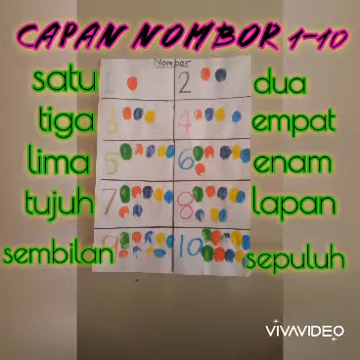 CAPAN NOMBOR 1-10
Nombor
satu 1 2 dua
tiga 3 4 empat
lima 5 6 enam
tujuh 7 8 lapan
sembilan 9 10 sepuluh
VIVAVIDEO